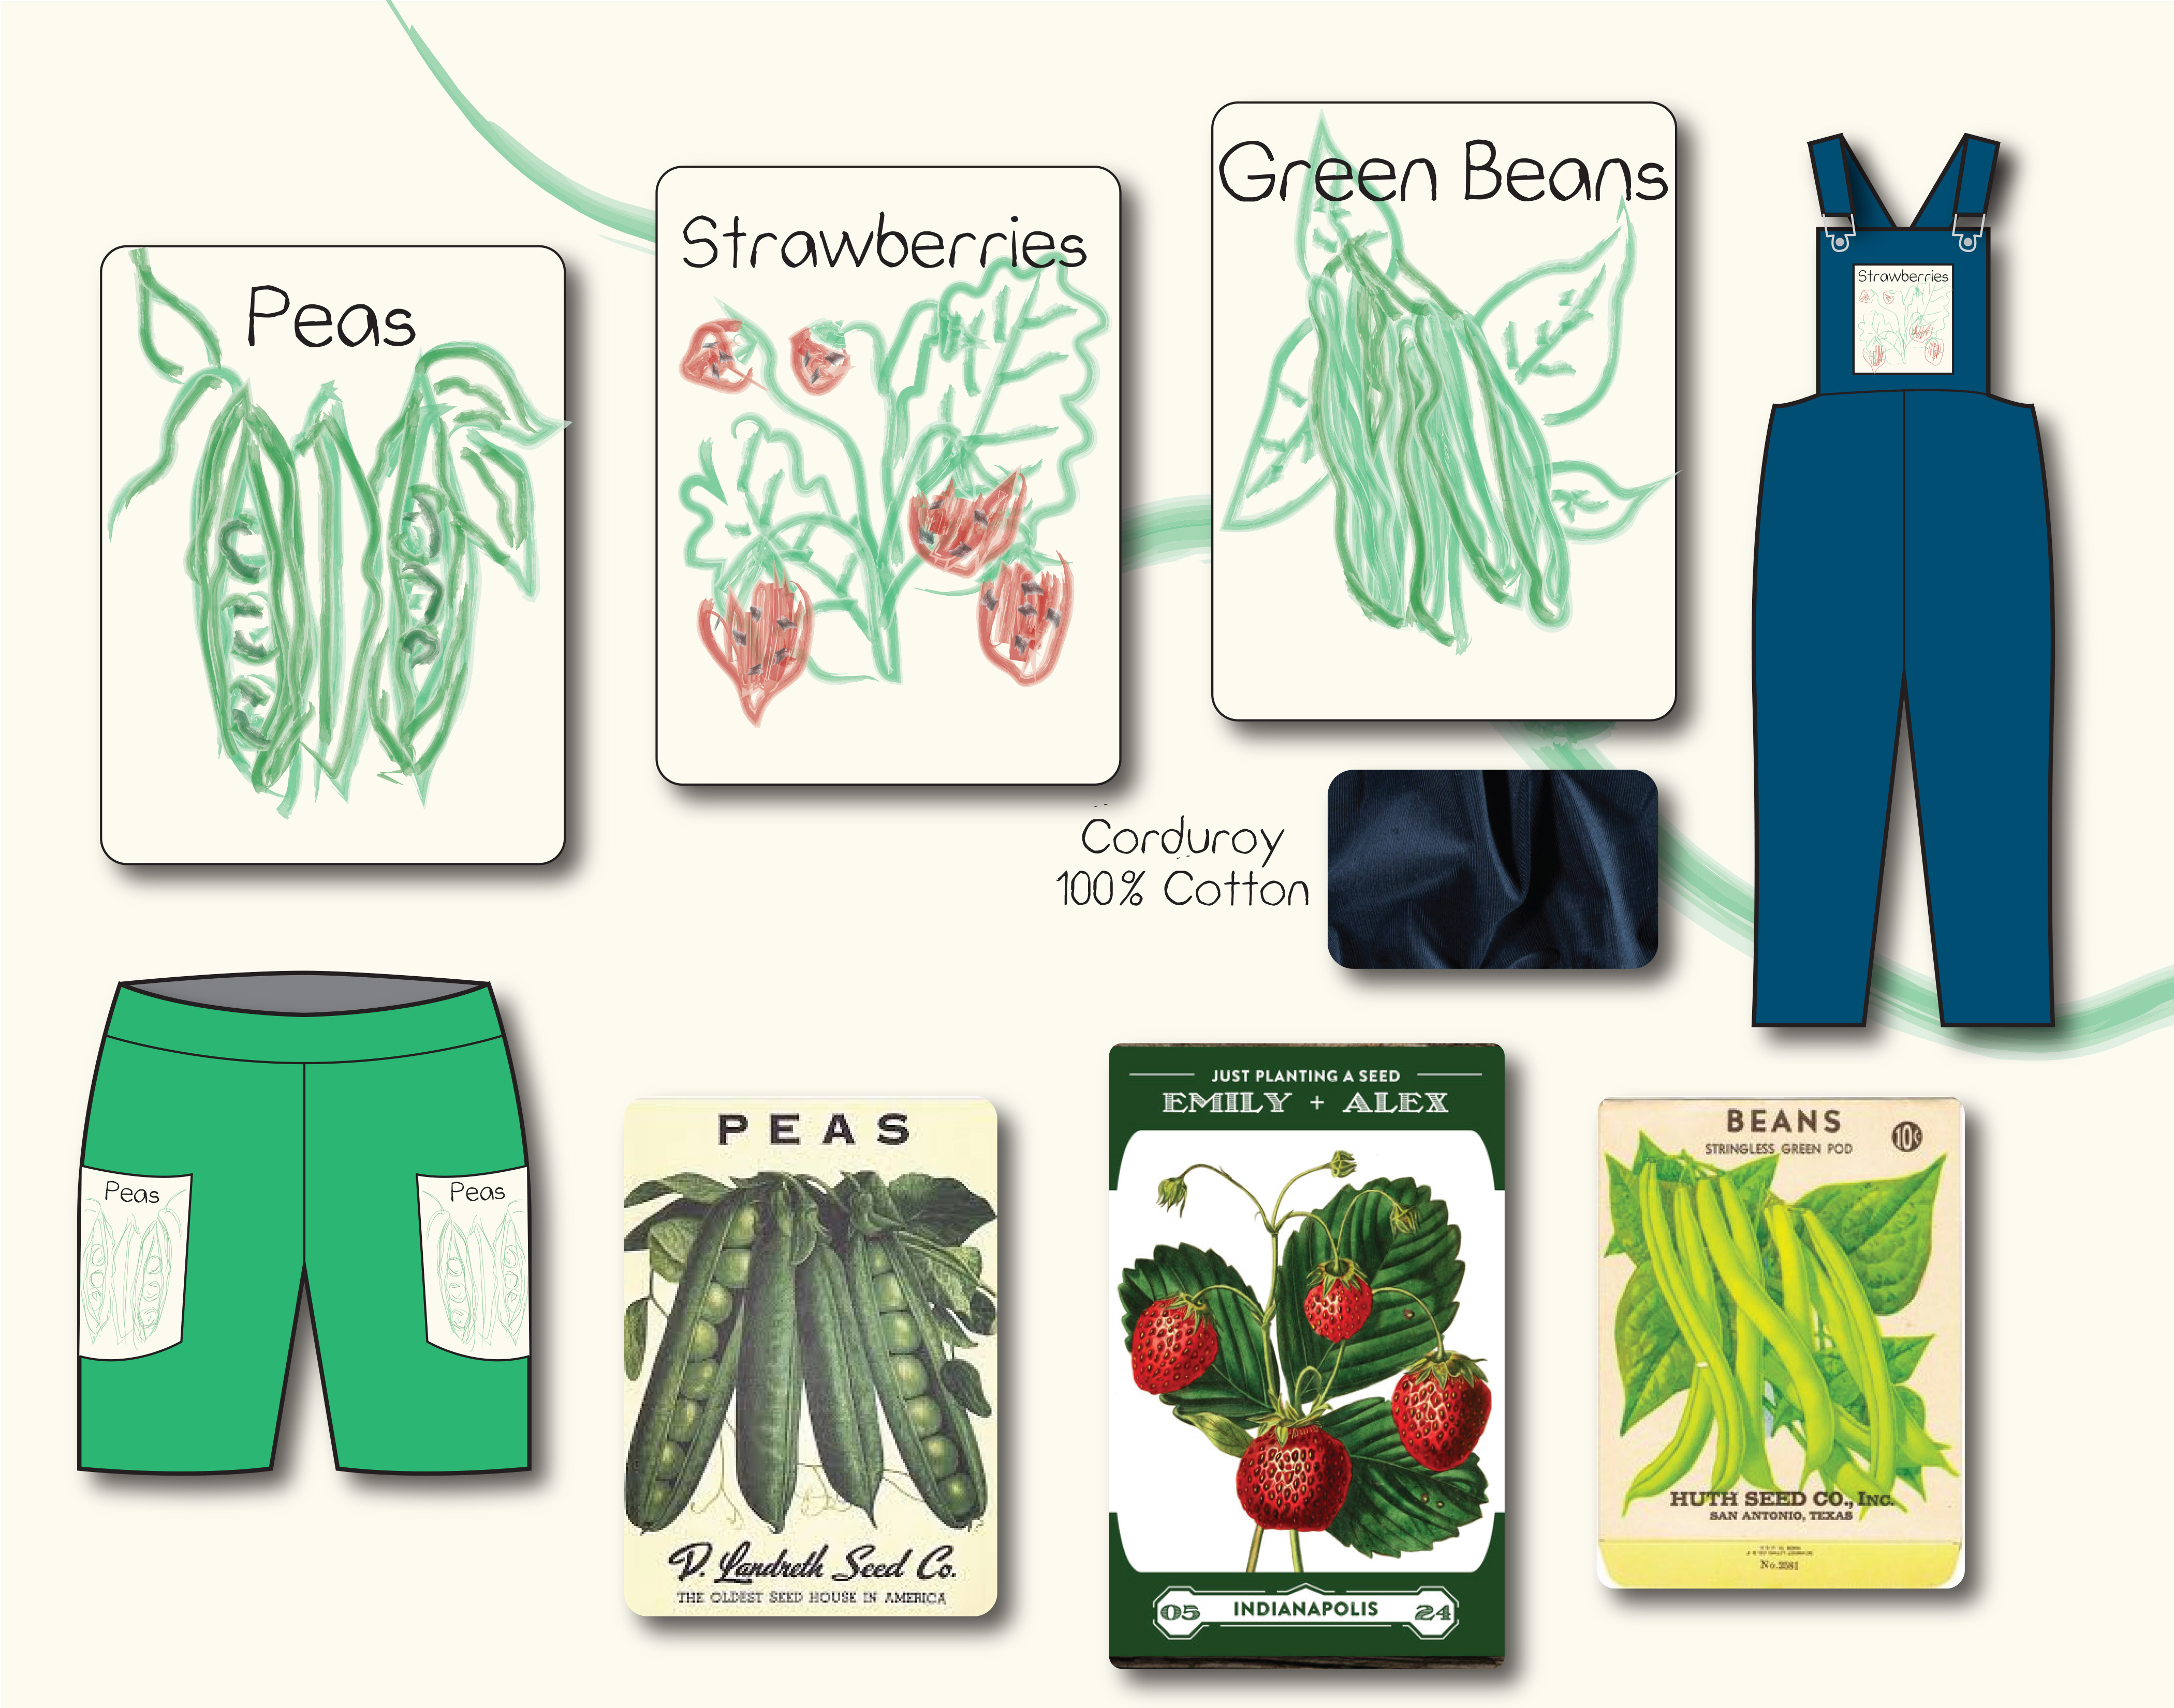 Green Beans
Strawberries
Peas
Strawberries
Corduroy
100% Cotton
Peas
Peas
PEAS
D. Landreth Seed Co.
THE OLDEST SEED HOUSE IN AMERICA
JUST PLANTING A SEED
EMILY + ALEX
05 INDIANAPOLIS 24
BEANS
10¢
STRINGLESS GREEN POD
HUTH SEED CO., INC.
SAN ANTONIO, TEXAS
No. 2581